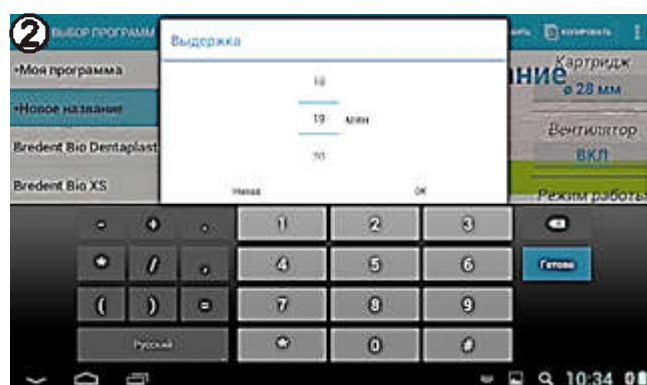 2
ВЫБОР ПРОГРАММ
КОПИРОВАТЬ
Выдержка
•Моя программа
•Новое название
Bredent Bio Dentaplast
Bredent Bio XS
18
19 мин
20
Назад
OK
ние
Картридж
ø 28 мм
Вентилятор
ВКЛ
Режим работы
- + . 1 2 3
* / , 4 5 6 Готово
( ) = 7 8 9
Русский * 0 #
10:34